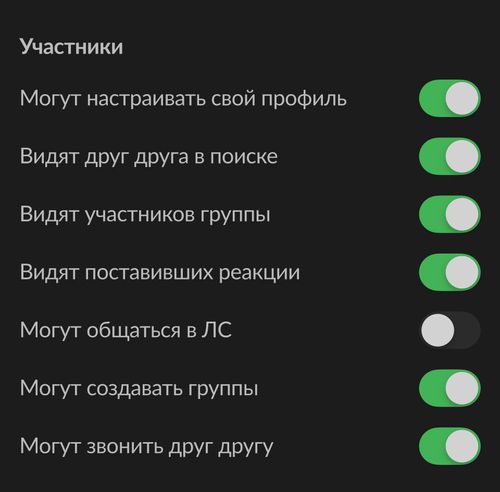 Участники
Могут настраивать свой профиль
Видят друг друга в поиске
Видят участников группы
Видят поставивших реакции
Могут общаться в ЛС
Могут создавать группы
Могут звонить друг другу